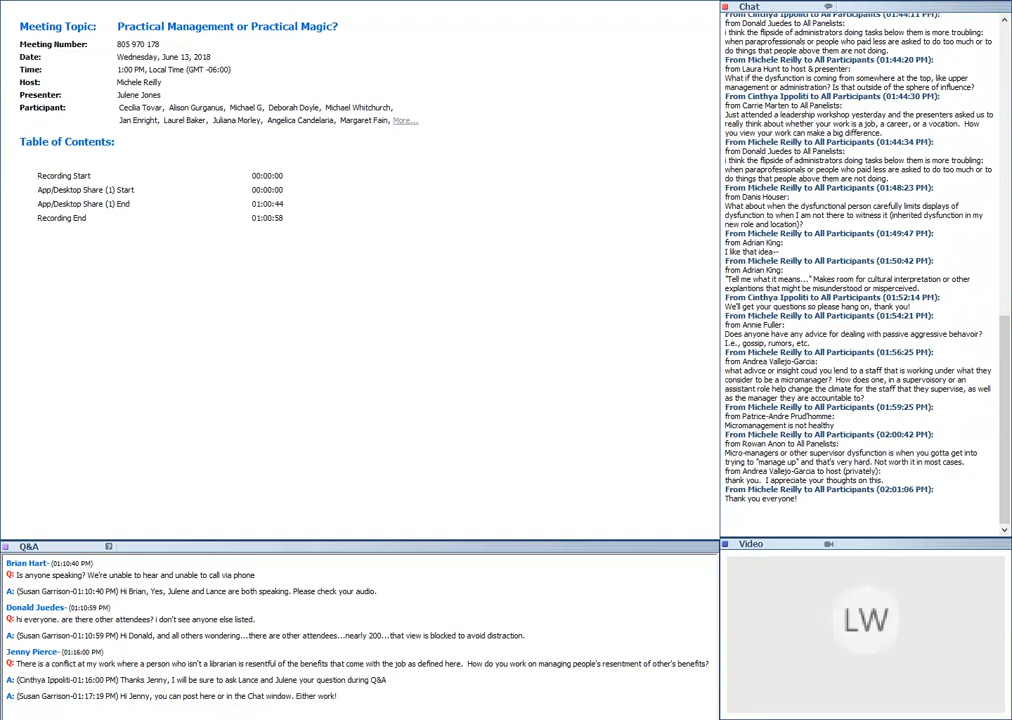 Meeting Topic: Practical Management or Practical Magic?
Meeting Number: 805 970 178
Date: Wednesday, June 13, 2018
Time: 1:00 PM, Local Time (GMT -06:00)
Host: Michele Reilly
Presenter: Julene Jones
Participant: Cecilia Tovar, Alison Gurganus, Michael G, Deborah Doyle, Michael Whitchurch,
Jan Enright, Laurel Baker, Juliana Morley, Angelica Candelaria, Margaret Fain, More...
Table of Contents:
Recording Start 00:00:00
App/Desktop Share (1) Start 00:00:00
App/Desktop Share (1) End 01:00:44
Recording End 01:00:58
Chat
From Cinthya Ippoliti to All Participants (01:44:11 PM):
from Donald Juedes to All Panelists:
i think the flipside of administrators doing tasks below them is more troubling:
when paraprofessionals or people who paid less are asked to do too much or to
do things that people above them are not doing.
From Michele Reilly to All Participants (01:44:20 PM):
from Laura Hunt to host & presenter:
What if the dysfunction is coming from somewhere at the top, like upper
management or administration? Is that outside of the sphere of influence?
From Cinthya Ippoliti to All Participants (01:44:30 PM):
from Carrie Marten to All Panelists:
Just attended a leadership workshop yesterday and the presenters asked us to
really think about whether your work is a job, a career, or a vocation. How
you view your work can make a big difference.
From Michele Reilly to All Participants (01:44:34 PM):
from Donald Juedes to All Panelists:
i think the flipside of administrators doing tasks below them is more troubling:
when paraprofessionals or people who paid less are asked to do too much or to
do things that people above them are not doing.
From Michele Reilly to All Participants (01:48:23 PM):
from Danis Houser:
What about when the dysfunctional person carefully limits displays of
dysfunction to when I am not there to witness it (inherited dysfunction in my
new role and location)?
From Michele Reilly to All Participants (01:49:47 PM):
from Adrian King:
I like that idea--
From Michele Reilly to All Participants (01:50:42 PM):
from Adrian King:
"Tell me what it means..." Makes room for cultural interpretation or other
explantions that might be misunderstood or misperceived.
From Cinthya Ippoliti to All Participants (01:52:14 PM):
We'll get your questions so please hang on, thank you!
From Michele Reilly to All Participants (01:54:21 PM):
from Annie Fuller:
Does anyone have any advice for dealing with passive aggressive behavoir?
I.e., gossip, rumors, etc.
From Michele Reilly to All Participants (01:56:25 PM):
from Andrea Vallejo-Garcia:
what adivce or insight coud you lend to a staff that is working under what they
consider to be a micromanager? How does one, in a supervoisory or an
assistant role help change the climate for the staff that they supervise, as well
as the manager they are accountable to?
From Michele Reilly to All Participants (01:59:25 PM):
from Patrice-Andre Prud'homme:
Micromanagement is not healthy
From Michele Reilly to All Participants (02:00:42 PM):
from Rowan Anon to All Panelists:
Micro-managers or other supervisor dysfunction is when you gotta get into
trying to "manage up" and that's very hard. Not worth it in most cases.
from Andrea Vallejo-Garcia to host (privately):
thank you. I appreciate your thoughts on this.
From Michele Reilly to All Participants (02:01:06 PM):
Thank you everyone!
Q&A
Brian Hart- (01:10:40 PM)
Q: Is anyone speaking? We're unable to hear and unable to call via phone
A: (Susan Garrison-01:10:40 PM) Hi Brian, Yes, Julene and Lance are both speaking. Please check your audio.
Donald Juedes- (01:10:59 PM)
Q: hi everyone. are there other attendees? i don't see anyone else listed.
A: (Susan Garrison-01:10:59 PM) Hi Donald, and all others wondering...there are other attendees...nearly 200...that view is blocked to avoid distraction.
Jenny Pierce- (01:16:00 PM)
Q: There is a conflict at my work where a person who isn't a librarian is resentful of the benefits that come with the job as defined here. How do you work on managing people's resentment of other's benefits?
A: (Cinthya Ippoliti-01:16:00 PM) Thanks Jenny, I will be sure to ask Lance and Julene your question during Q&A
A: (Susan Garrison-01:17:19 PM) Hi Jenny, you can post here or in the Chat window. Either work!
Video
LW